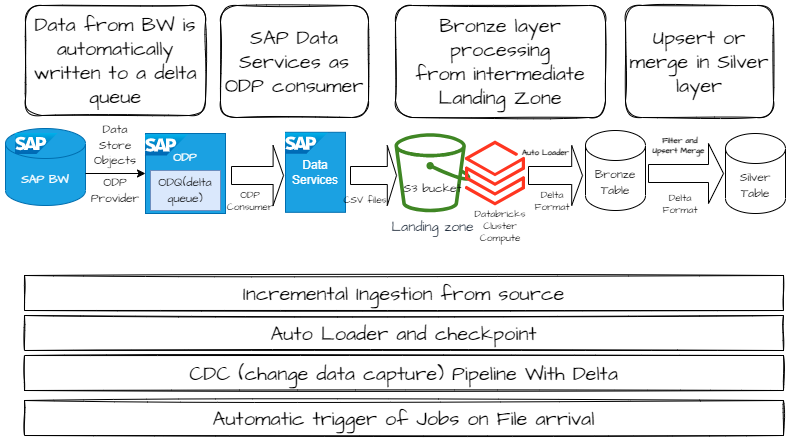 Data from BW is
automatically
written to a delta
queue
SAP Data
Services as
ODP consumer
Bronze layer
processing
from intermediate
Landing Zone
Upsert or
merge in Silver
layer
SAP
SAP BW
Data
Store
Objects
ODP
Provider
SAP
ODP
ODQ(delta
queue)
ODP
Consumer
SAP
Data
Services
CSV files
S3 bucket
Landing zone
Databricks
Cluster
Compute
Auto Loader
Delta
Format
Bronze
Table
Filter and
Upsert Merge
Delta
Format
Silver
Table
Incremental Ingestion from source
Auto Loader and checkpoint
CDC (change data capture) Pipeline With Delta
Automatic trigger of Jobs on File arrival